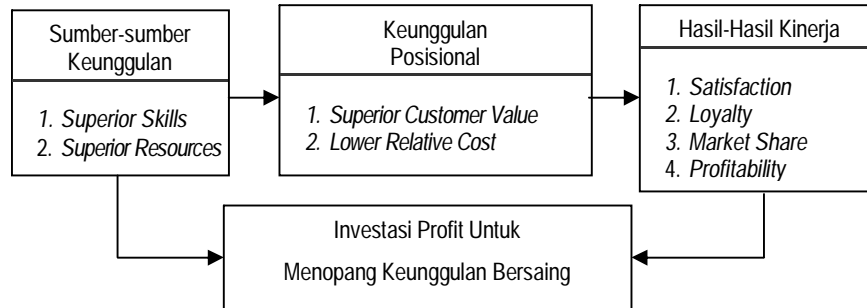 Sumber-sumber
Keunggulan
1. Superior Skills
2. Superior Resources
Keunggulan
Posisional
1. Superior Customer Value
2. Lower Relative Cost
Hasil-Hasil Kinerja
1. Satisfaction
2. Loyalty
3. Market Share
4. Profitability
Investasi Profit Untuk
Menopang Keunggulan Bersaing